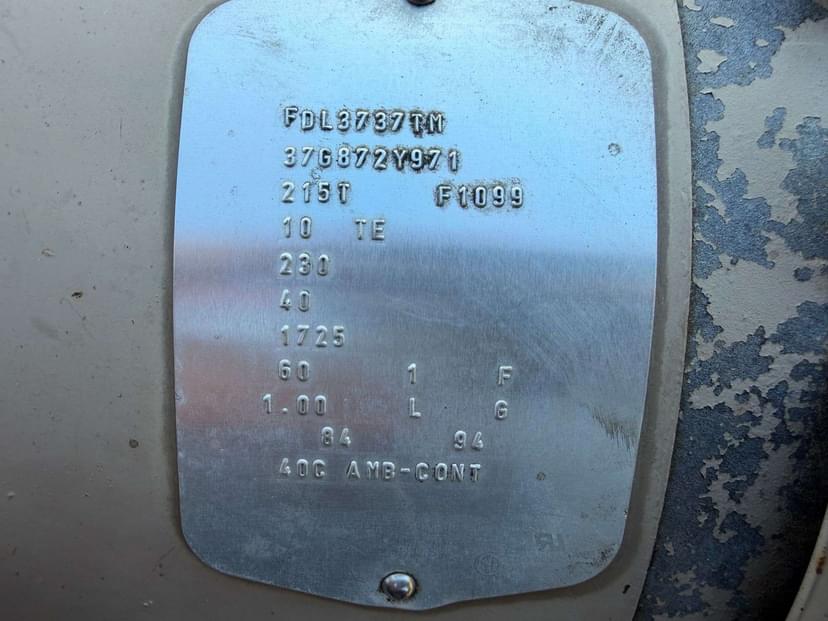 FDL3737TM
37G872Y971
215T F1099
10 TE
230
40
1725
60 1 F
1.00 L G
84 94
40C AMB-CONT